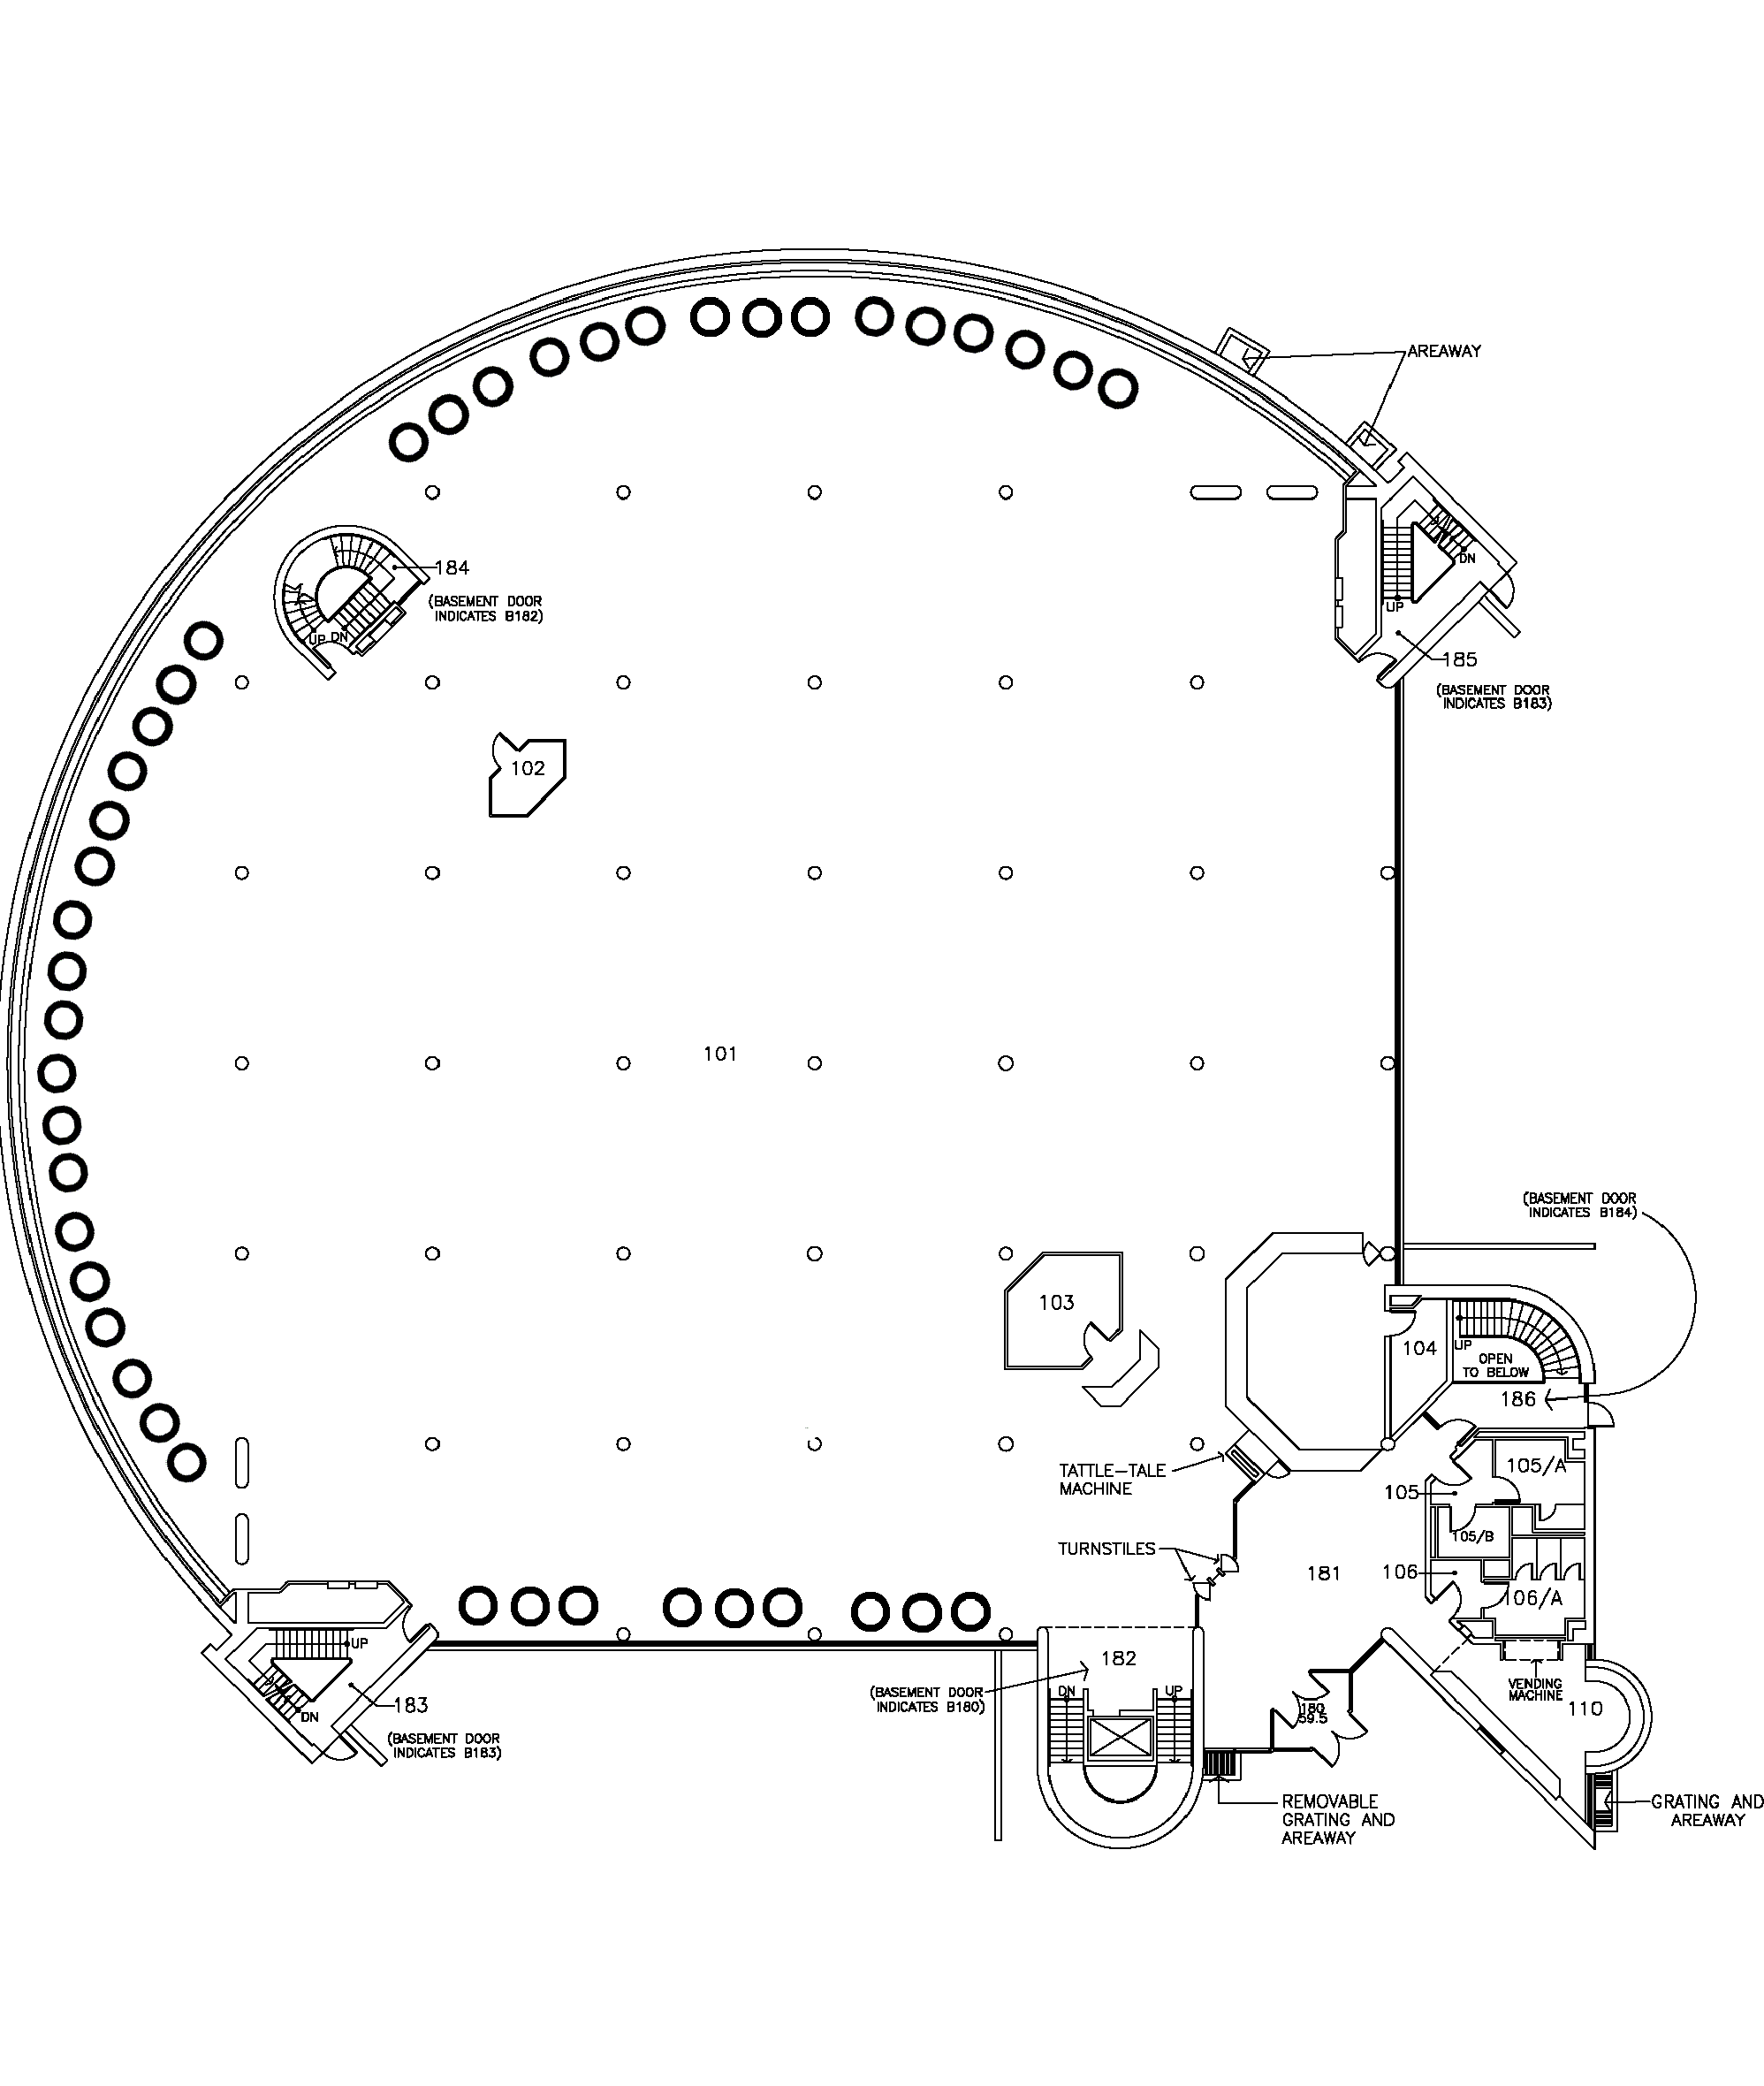 AREAWAY
184
(BASEMENT DOOR
INDICATES B182)
UP
DN
DN
UP
185
(BASEMENT DOOR
INDICATES B183)
102
101
(BASEMENT DOOR
INDICATES B184)
103
104
UP
OPEN
TO BELOW
186
TATTLE-TALE
MACHINE
105/A
105
105/B
TURNSTILES
181
106
106/A
UP
182
DN
183
(BASEMENT DOOR
INDICATES B183)
(BASEMENT DOOR
INDICATES B180)
DN
UP
180
59.5
VENDING
MACHINE
110
REMOVABLE
GRATING AND
AREAWAY
GRATING AND
AREAWAY